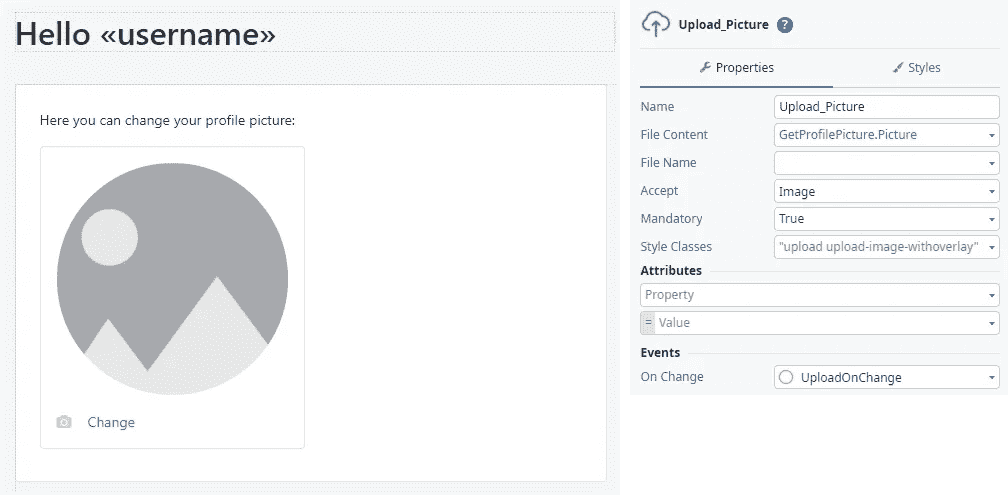 Hello «username»
Here you can change your profile picture:
Change
Upload_Picture ?
Properties Styles
Name Upload_Picture
File Content GetProfilePicture.Picture
File Name
Accept Image
Mandatory True
Style Classes "upload upload-image-withoverlay"
Attributes
Property
= Value
Events
On Change UploadOnChange